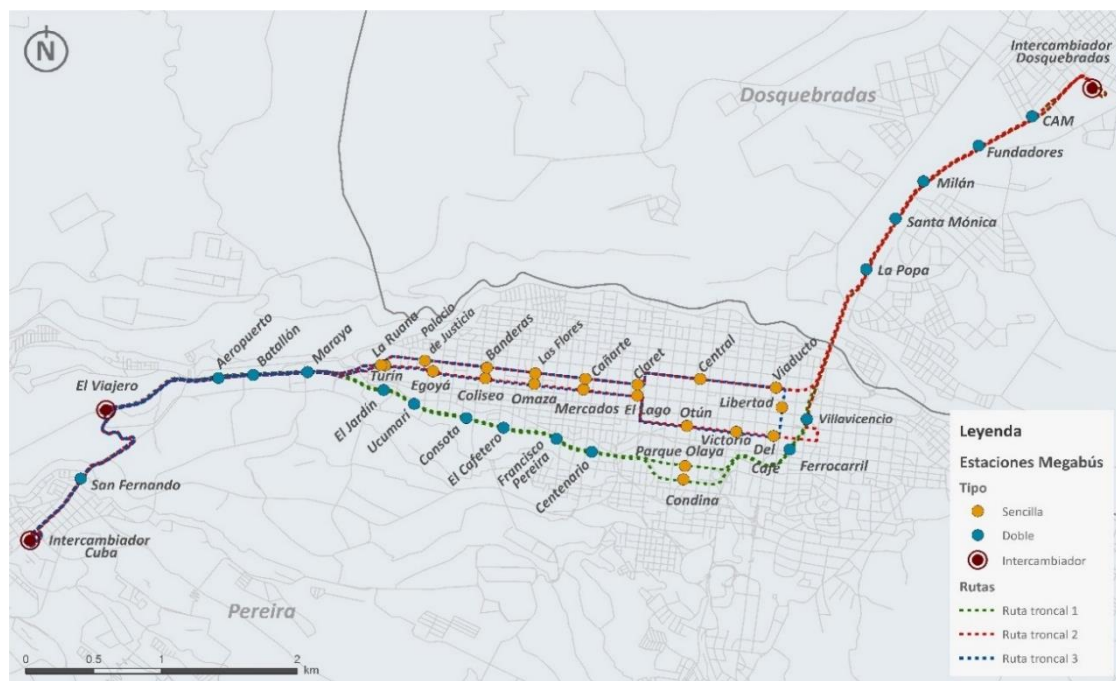 N
Intercambiador
Dosquebradas
Dosquebradas
CAM
Fundadores
Milán
Santa Mónica
La Popa
Aeropuerto
Batallón
Maraya
La Ruana
Palacio
de Justicia
Banderas
Las Flores
Cañarte
Claret
Central
Viaducto
El Viajero
Turín
Egoyá
Coliseo
Omaza
Mercados
El Lago
Otún
Libertad
Villavicencio
El Jardín
Ucumarí
Consota
El Cafetero
Francisco
Pereira
Centenario
Parque Olaya
Victoria
Del
Café
Ferrocarril
Condina
San Fernando
Intercambiador
Cuba
Pereira
0 0.5 1 2
km
Leyenda
Estaciones Megabús
Tipo
Sencilla
Doble
Intercambiador
Rutas
Ruta troncal 1
Ruta troncal 2
Ruta troncal 3